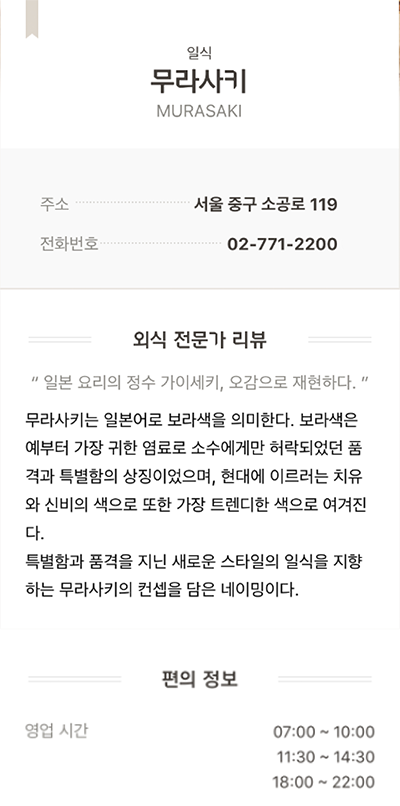 일식
무라사키
MURASAKI
주소 서울 중구 소공로 119
전화번호 02-771-2200
외식 전문가 리뷰
“ 일본 요리의 정수 가이세키, 오감으로 재현하다. ”
무라사키는 일본어로 보라색을 의미한다. 보라색은
예부터 가장 귀한 염료로 소수에게만 허락되었던 품
격과 특별함의 상징이었으며, 현대에 이르러는 치유
와 신비의 색으로 또한 가장 트렌디한 색으로 여겨진
다.
특별함과 품격을 지닌 새로운 스타일의 일식을 지향
하는 무라사키의 컨셉을 담은 네이밍이다.
편의 정보
영업 시간 07:00 ~ 10:00
11:30 ~ 14:30
18:00 ~ 22:00